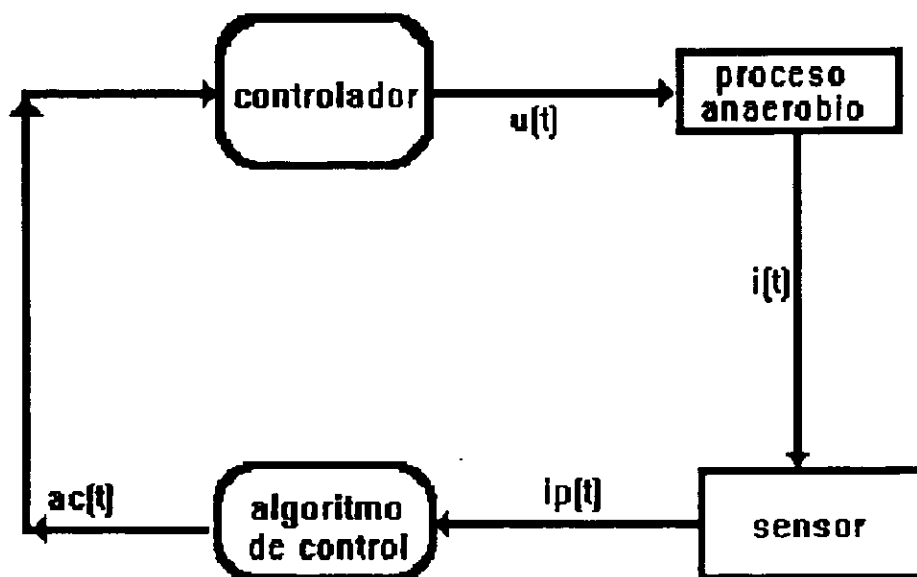 controlador
u(t)
proceso
anaerobio
i(t)
ac(t)
algoritmo
de control
ip(t)
sensor